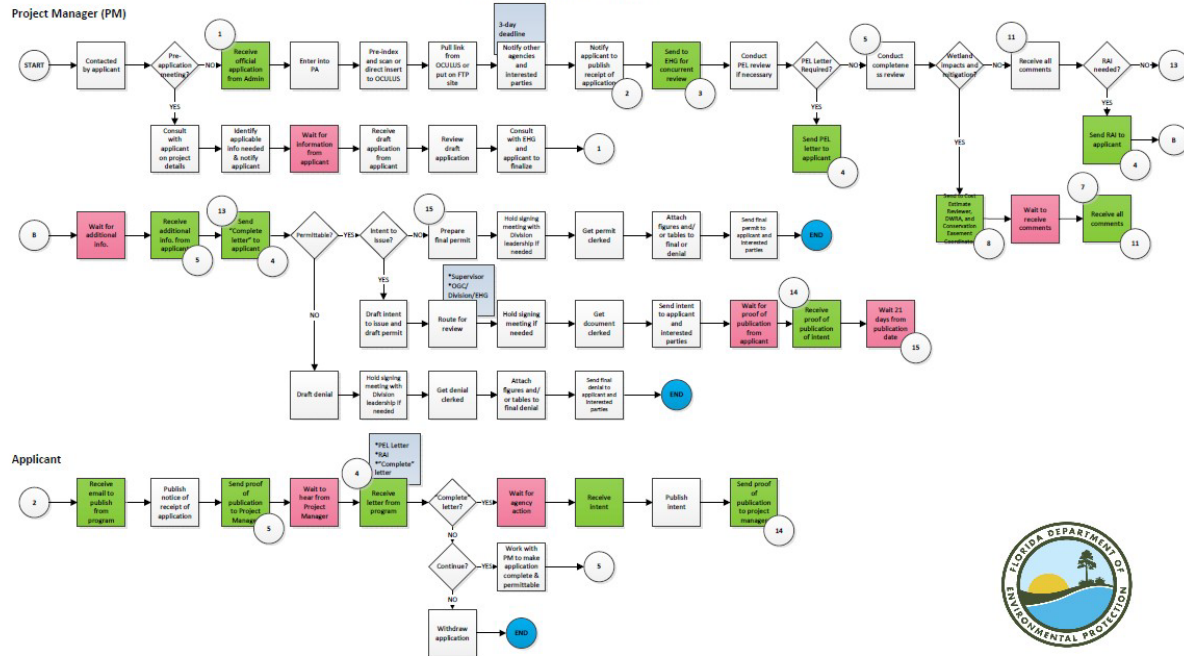 Project Manager (PM)
START
Contacted
by applicant
Pre-
application
meeting?
NO
YES
1
Receive
official
application
from Admin
Enter into
PA
Pre-index
and scan or
direct insert
to OCULUS
Pull link
from
OCULUS or
put on FTP
site
3-day
deadline
Notify other
agencies and
interested
parties
Notify
applicant to
publish
receipt of
application
2
Send to
EHG for
concurrent
review
3
Conduct
PEL review
if necessary
PEL Letter
Required?
NO
YES
5
Conduct
completene
ss review
Wetland
impacts and
mitigation?
NO
YES
11
Receive all
comments
RAI
needed?
NO
YES
13
Consult
with
applicant
on project
details
Identify
applicable
info needed
& notify
applicant
Wait for
information
from
applicant
Receive
draft
application
from
applicant
Review
draft
application
Consult
with EHG
and
applicant to
finalize
1
Send PEL
letter to
applicant
4
Send RAI to
applicant
4
B
Send to Cost
Estimate
Reviewer,
DWRA, and
Conservation
Easement
Coordinator
8
Wait to
receive
comments
7
Receive all
comments
11
B
Wait for
additional
info.
Receive
additional
info. from
applicant
5
13
Send
"Complete
letter" to
applicant
4
Permittable?
YES
NO
Intent to
Issue?
NO
YES
15
Prepare
final permit
Hold signing
meeting with
Division
leadership if
needed
Get permit
clerked
Attach
figures and/
or tables to
final or
denial
Send final
permit to
applicant and
interested
parties
END
Draft intent
to issue and
draft permit
*Supervisor
*OGC/
Division/EHG
Route for
review
Hold signing
meeting if
needed
Get
document
clerked
Send intent
to applicant
and
interested
parties
Wait for
proof of
publication
from
applicant
14
Receive
proof of
publication
of intent
Wait 21
days from
publication
date
15
Draft denial
Hold signing
meeting with
Division
leadership if
needed
Get denial
clerked
Attach
figures and/
or tables to
final denial
Send final
denial to
applicant and
interested
parties
END
Applicant
2
Receive
email to
publish
from
program
Publish
notice of
receipt of
application
Send proof
of
publication
to Project
Manager
5
Wait to
hear from
Project
Manager
4
*PEL Letter
*RAI
*"Complete"
letter
Receive
letter from
program
"Complete"
letter?
YES
NO
Wait for
agency
action
Receive
intent
Publish
intent
Send proof
of
publication
to project
manager
14
Continue?
YES
NO
Work with
PM to make
application
complete &
permittable
5
Withdraw
application
END
FLORIDA DEPARTMENT OF
ENVIRONMENTAL PROTECTION